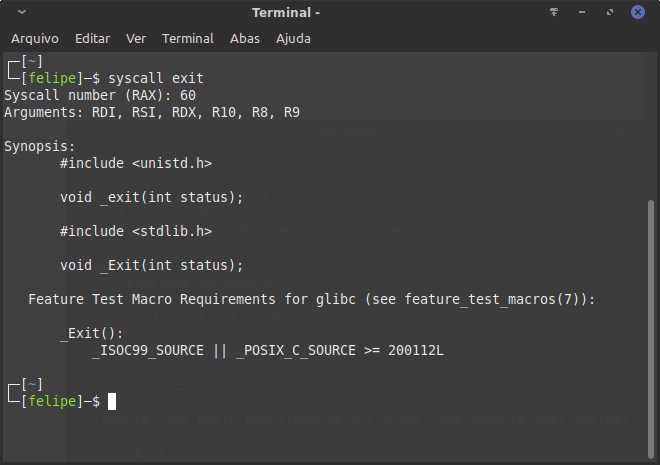 Terminal -
Arquivo Editar Ver Terminal Abas Ajuda
┌─[~]
└─[felipe]─$ syscall exit
Syscall number (RAX): 60
Arguments: RDI, RSI, RDX, R10, R8, R9
Synopsis:
#include <unistd.h>
void _exit(int status);
#include <stdlib.h>
void _Exit(int status);
Feature Test Macro Requirements for glibc (see feature_test_macros(7)):
_Exit():
_ISOC99_SOURCE || _POSIX_C_SOURCE >= 200112L
┌─[~]
└─[felipe]─$